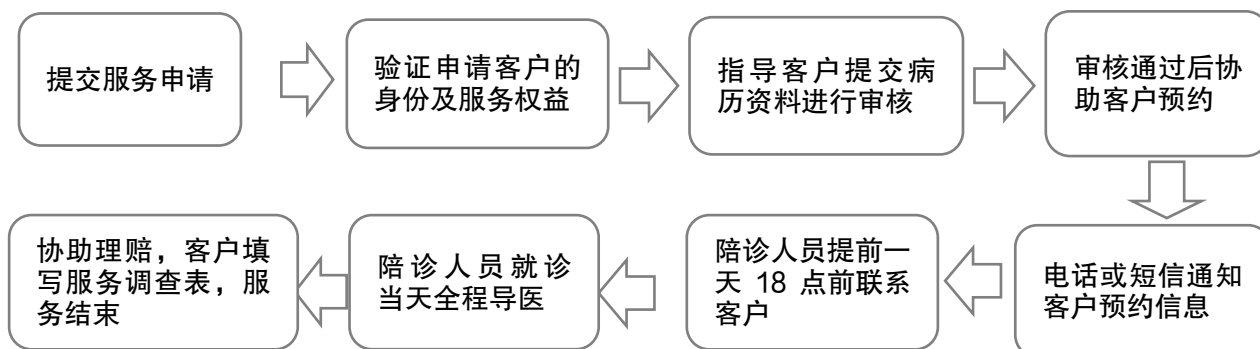 提交服务申请
验证申请客户的
身份及服务权益
指导客户提交病
历资料进行审核
审核通过后协
助客户预约
电话或短信通知
客户预约信息
陪诊人员提前一
天 18 点前联系
客户
陪诊人员就诊
当天全程导医
协助理赔，客户填
写服务调查表，服
务结束